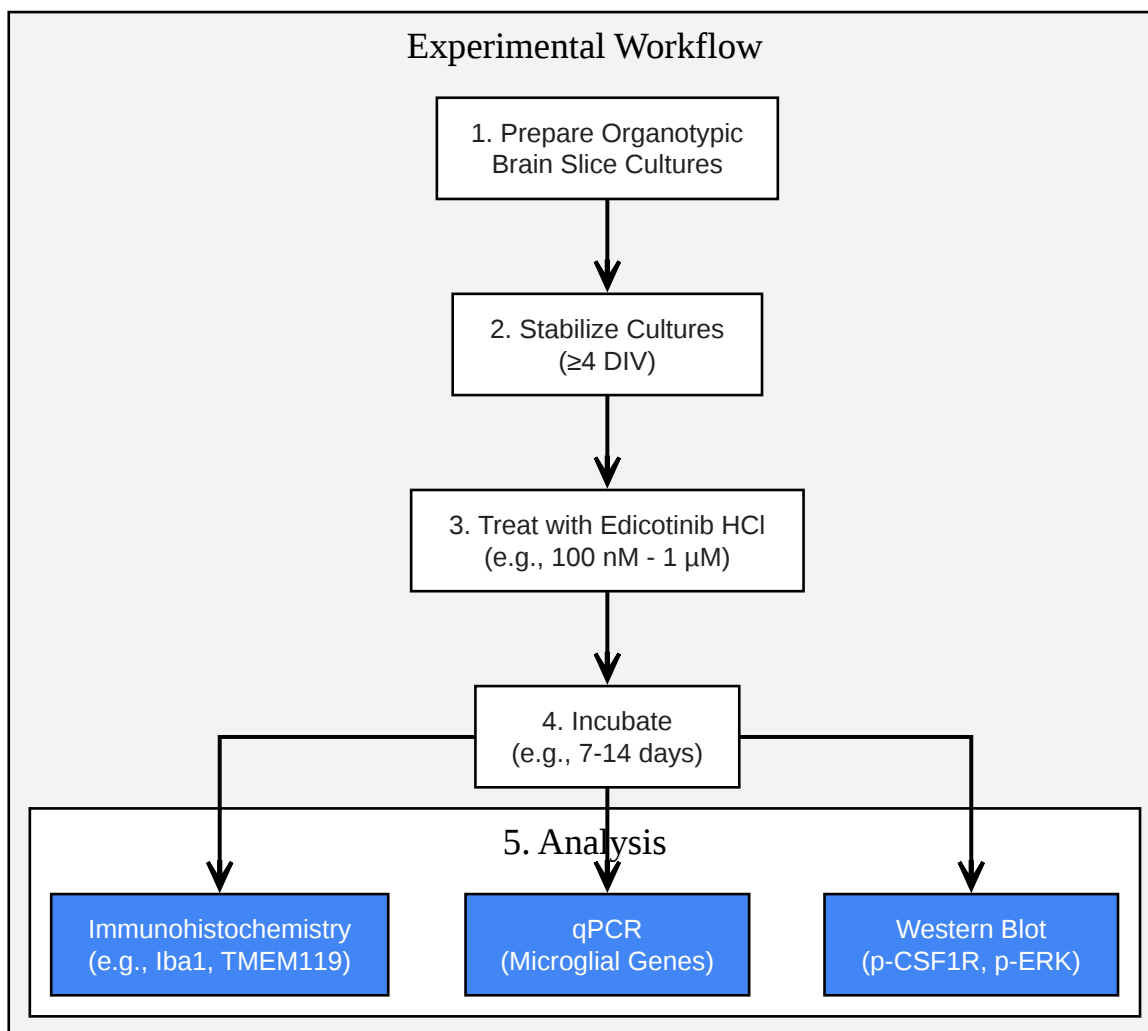 Experimental Workflow
1. Prepare Organotypic
Brain Slice Cultures
2. Stabilize Cultures
(≥4 DIV)
3. Treat with Edicotinib HCl
(e.g., 100 nM - 1 µM)
4. Incubate
(e.g., 7-14 days)
5. Analysis
Immunohistochemistry
(e.g., Iba1, TMEM119)
qPCR
(Microglial Genes)
Western Blot
(p-CSF1R, p-ERK)